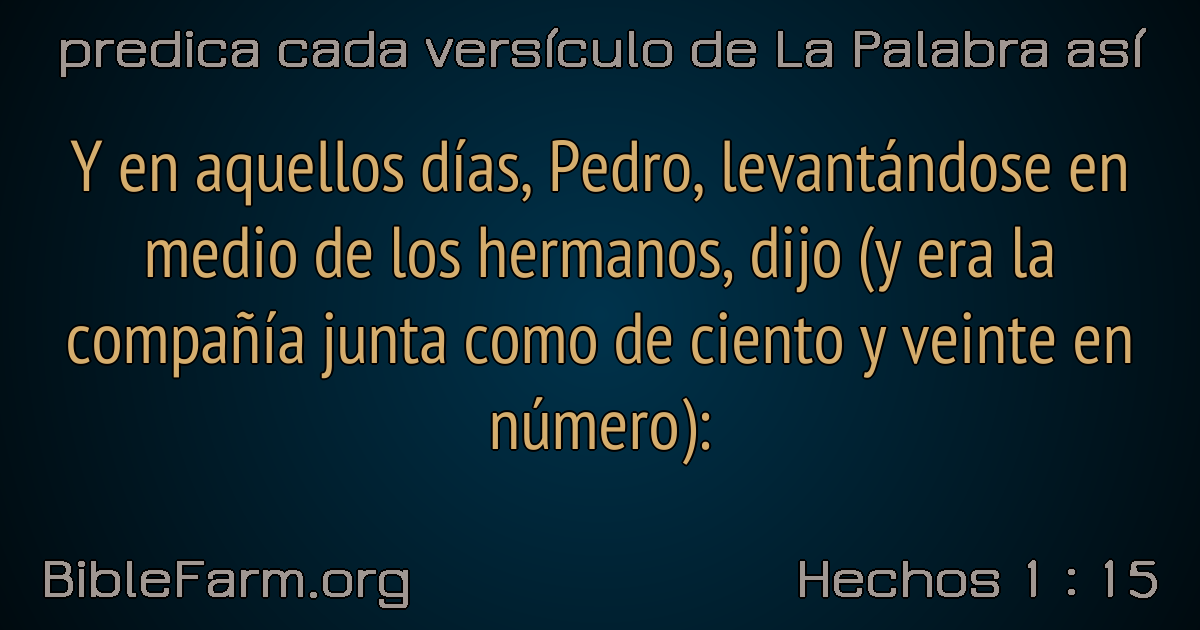 predica cada versículo de La Palabra así
Y en aquellos días, Pedro, levantándose en
medio de los hermanos, dijo (y era la
compañía junta como de ciento y veinte en
número):
BibleFarm.org
Hechos 1 : 15